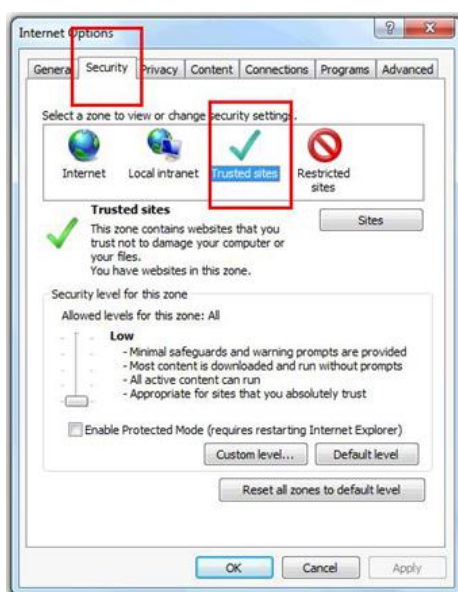 Internet Options
General Security Privacy Content Connections Programs Advanced
Select a zone to view or change security settings.
Internet Local intranet Trusted sites Restricted sites
Trusted sites
Sites
This zone contains websites that you
trust not to damage your computer or
your files.
You have websites in this zone.
Security level for this zone
Allowed levels for this zone: All
Low
- Minimal safeguards and warning prompts are provided
- Most content is downloaded and run without prompts
- All active content can run
- Appropriate for sites that you absolutely trust
Enable Protected Mode (requires restarting Internet Explorer)
Custom level... Default level
Reset all zones to default level
OK Cancel Apply